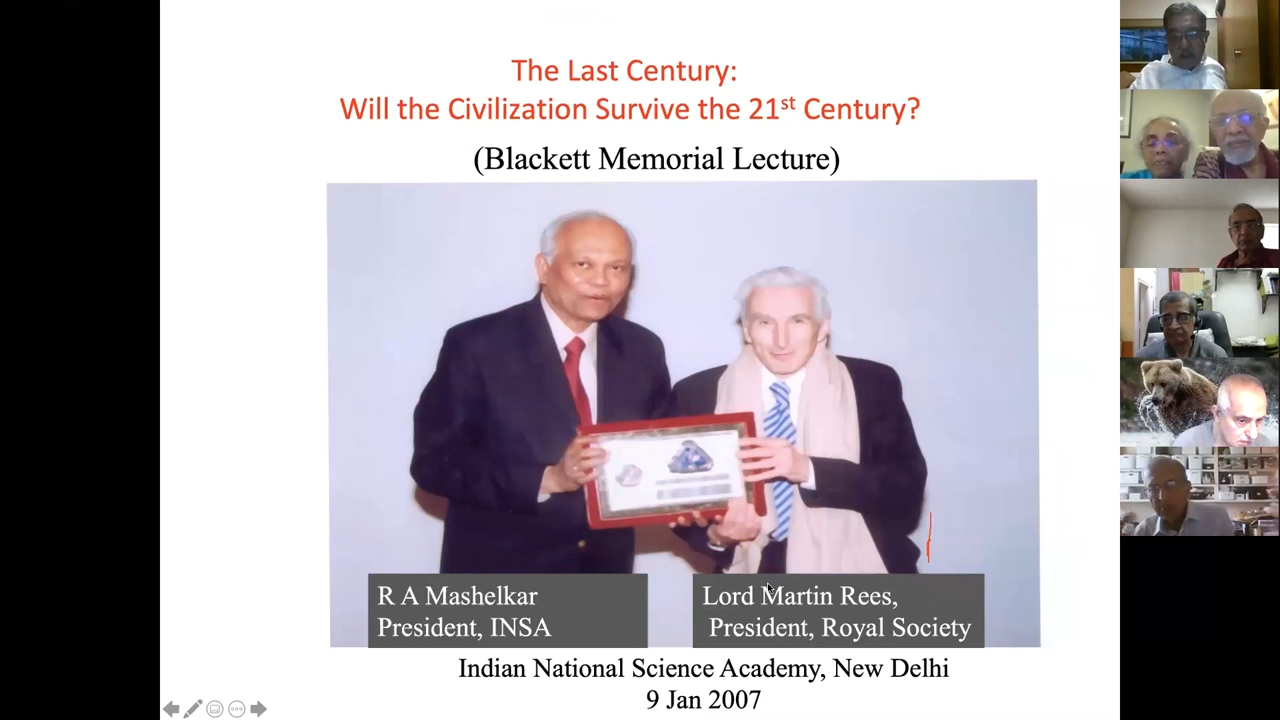 The Last Century:
Will the Civilization Survive the 21st Century?
(Blackett Memorial Lecture)
R A Mashelkar
President, INSA
Lord Martin Rees,
President, Royal Society
Indian National Science Academy, New Delhi
9 Jan 2007